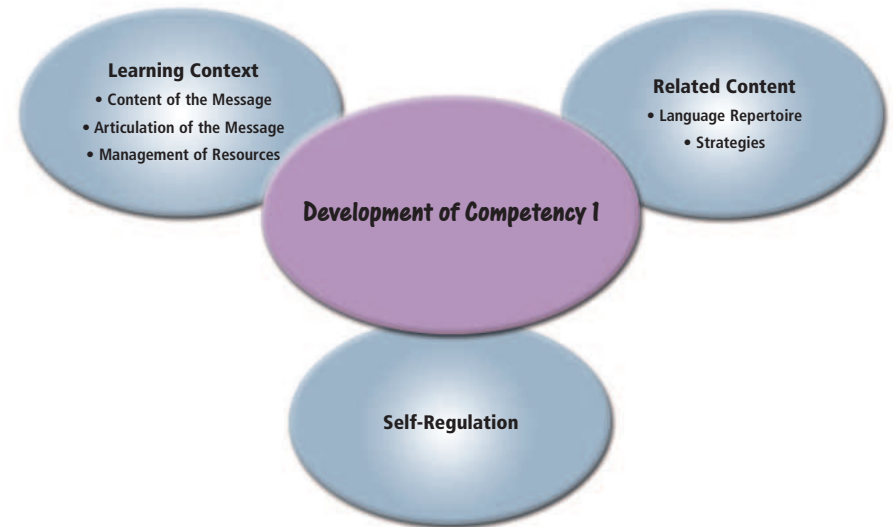 Learning Context
• Content of the Message
• Articulation of the Message
• Management of Resources
Related Content
• Language Repertoire
• Strategies
Development of Competency 1
Self-Regulation